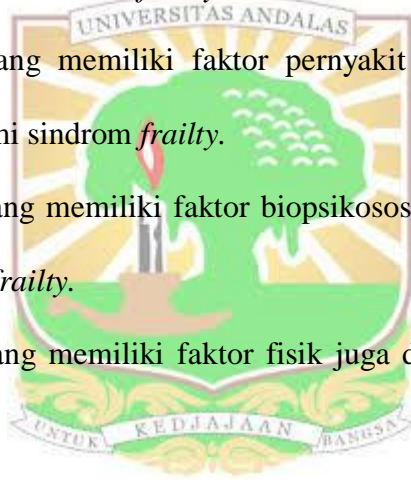 UNIVERSITAS ANDALAS
ang memiliki faktor pernyakit
ni sindrom frailty.
ang memiliki faktor biopsikosos
frailty.
ang memiliki faktor fisik juga d
UNTUK KEDJAJAAN BANGSA